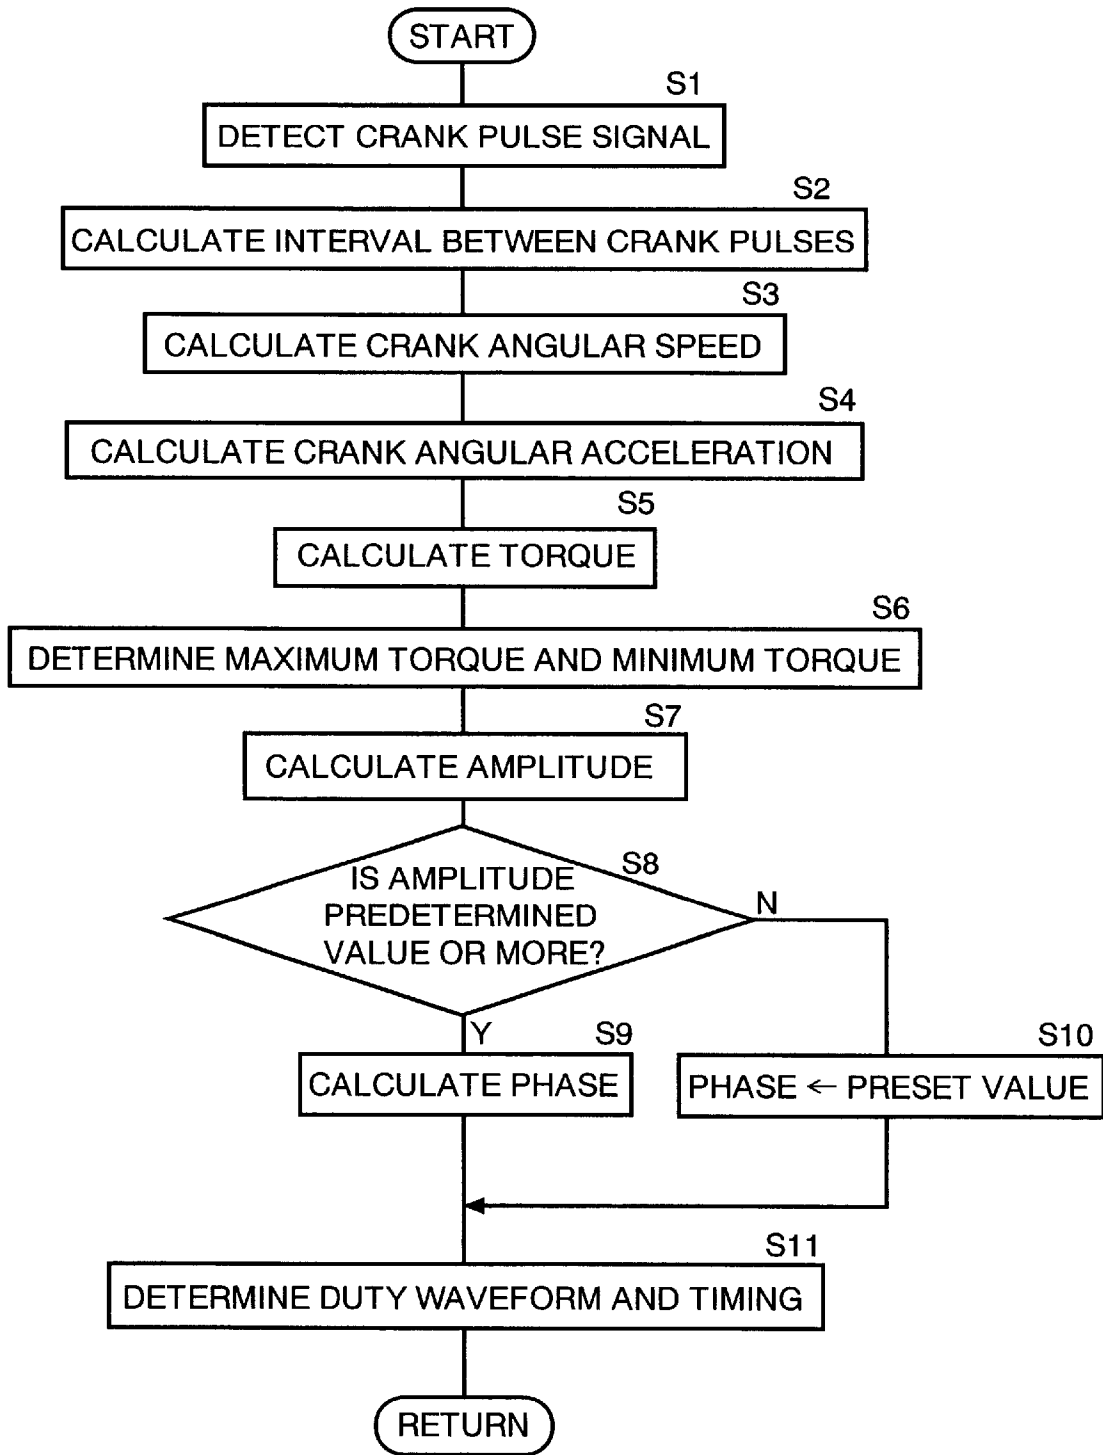 START
S1
DETECT CRANK PULSE SIGNAL
S2
CALCULATE INTERVAL BETWEEN CRANK PULSES
S3
CALCULATE CRANK ANGULAR SPEED
S4
CALCULATE CRANK ANGULAR ACCELERATION
S5
CALCULATE TORQUE
S6
DETERMINE MAXIMUM TORQUE AND MINIMUM TORQUE
S7
CALCULATE AMPLITUDE
S8
IS AMPLITUDE
PREDETERMINED
VALUE OR MORE?
N
Y
S9
CALCULATE PHASE
S10
PHASE ← PRESET VALUE
S11
DETERMINE DUTY WAVEFORM AND TIMING
RETURN